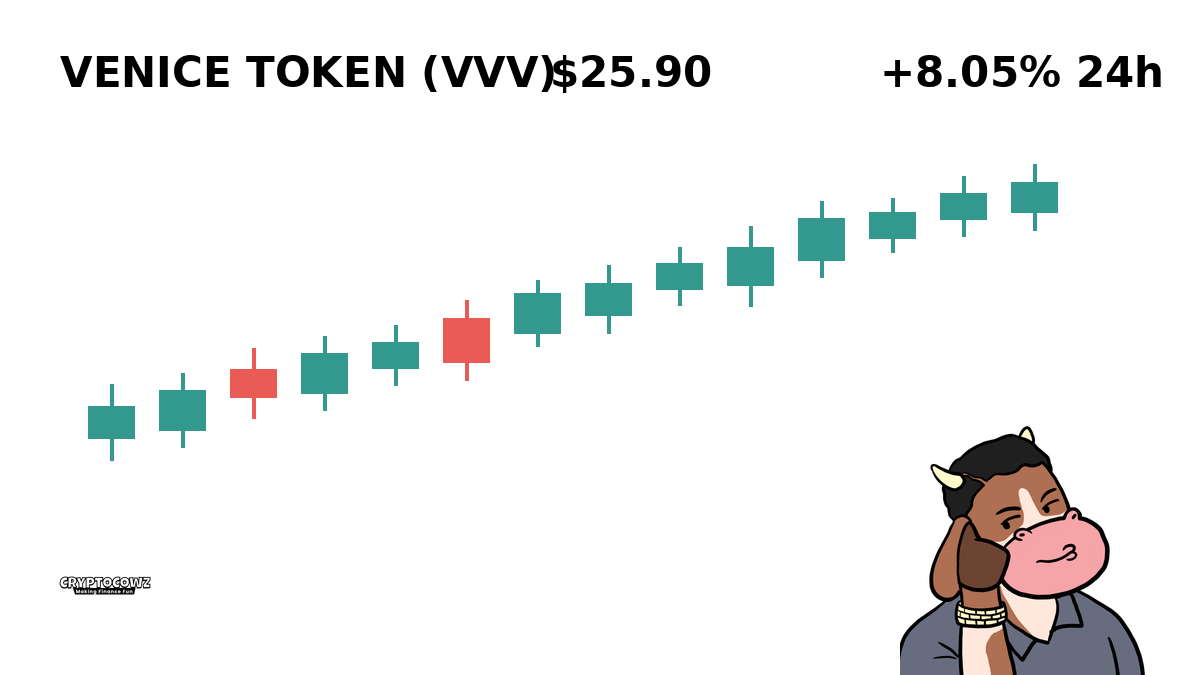 VENICE TOKEN (VVV) $25.90 +8.05% 24h
CRYPTOCOWZ
Making Finance Fun